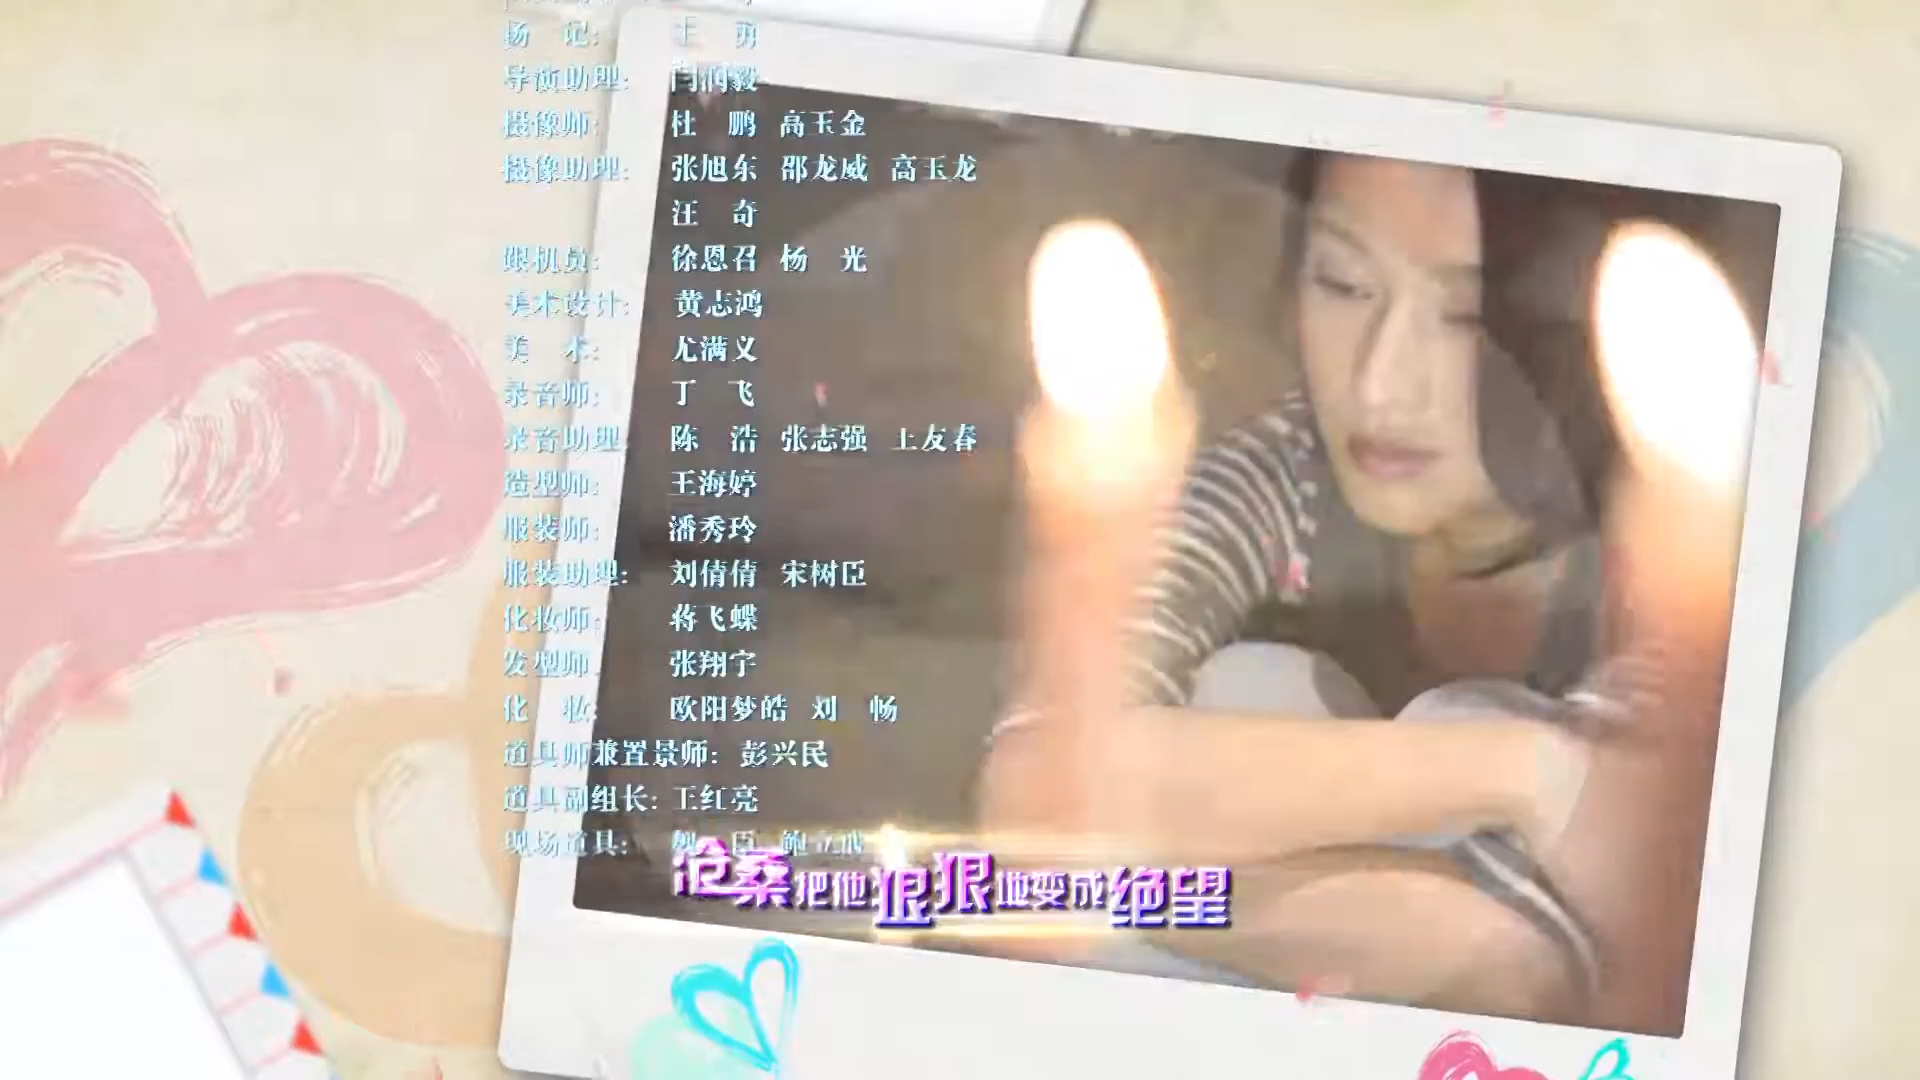 场 记: 王 勇
导演助理: 闫润毅
摄像师: 杜 鹏 高玉金
摄像助理: 张旭东 邵龙威 高玉龙
汪 奇
跟机员: 徐恩召 杨 光
美术设计: 黄志鸿
美 术: 尤满义
录音师: 丁 飞
录音助理: 陈 浩 张志强 王友春
造型师: 王海婷
服装师: 潘秀玲
服装助理: 刘倩倩 宋树臣
化妆师: 蒋飞蝶
发型师: 张翔宇
化 妆: 欧阳梦皓 刘 畅
道具师兼置景师: 彭兴民
道具副组长: 王红亮
现场道具:
沧桑把他狠狠地变成绝望